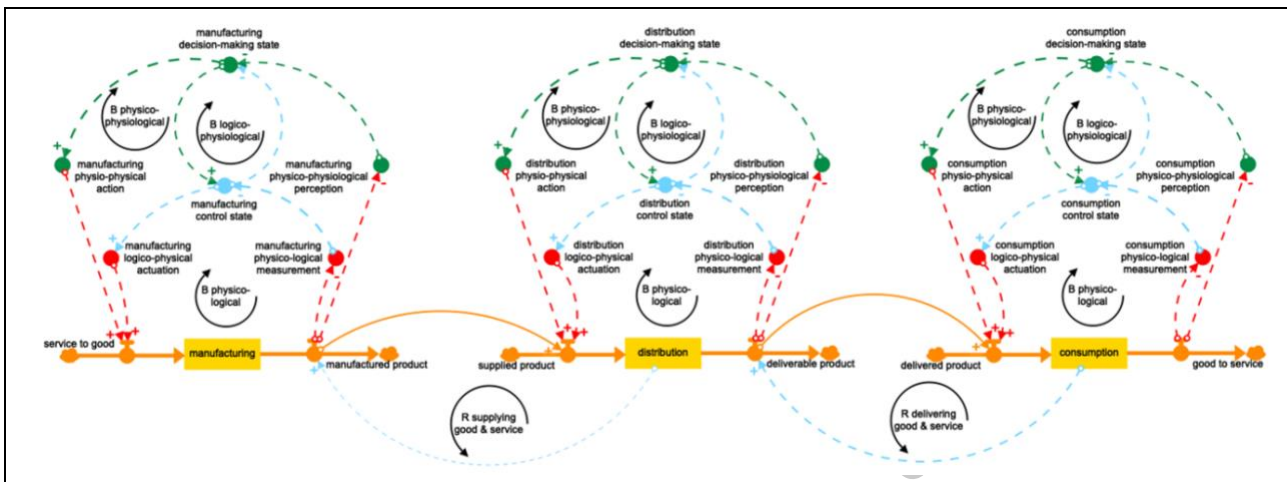 manufacturing
decision-making state
B physico-
physiological
B logico-
physiological
manufacturing
physio-physical
action
manufacturing
physico-physiological
perception
manufacturing
control state
manufacturing
logico-physical
actuation
manufacturing
physico-logical
measurement
B physico-
logical
service to good
manufacturing
manufactured product
distribution
decision-making state
B physico-
physiological
B logico-
physiological
distribution
physio-physical
action
distribution
physico-physiological
perception
distribution
control state
distribution
logico-physical
actuation
distribution
physico-logical
measurement
B physico-
logical
supplied product
distribution
deliverable product
consumption
decision-making state
B physico-
physiological
B logico-
physiological
consumption
physio-physical
action
consumption
physico-physiological
perception
consumption
control state
consumption
logico-physical
actuation
consumption
physico-logical
measurement
B physico-
logical
delivered product
consumption
good to service
R supplying
good & service
R delivering
good & service